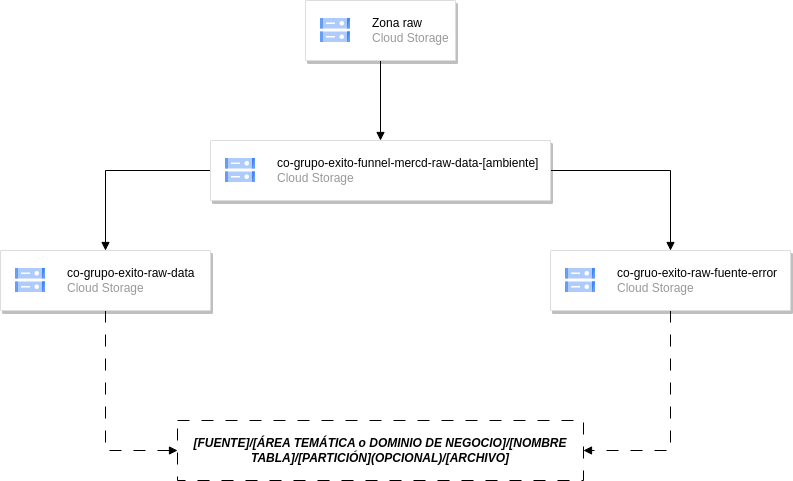 Zona raw
Cloud Storage
co-grupo-exito-funnel-mercd-raw-data-[ambiente]
Cloud Storage
co-grupo-exito-raw-data
Cloud Storage
co-gruo-exito-raw-fuente-error
Cloud Storage
[FUENTE]/[ÁREA TEMÁTICA o DOMINIO DE NEGOCIO]/[NOMBRE
TABLA]/[PARTICIÓN](OPCIONAL)/[ARCHIVO]